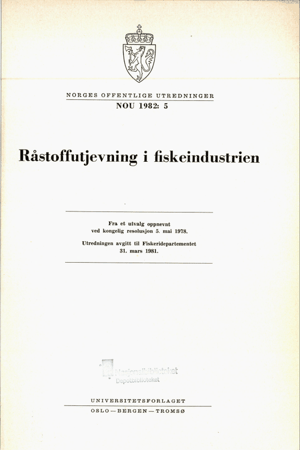 NORGES OFFENTLIGE UTREDNINGER
NOU 1982: 5
Råstoffutjevning i fiskeindustrien
Fra et utvalg oppnevnt
ved kongelig resolusjon 5. mai 1978.
Utredningen avgitt til Fiskeridepartementet
31. mars 1981.
UNIVERSITETSFORLAGET
OSLO — BERGEN — TROMSØ